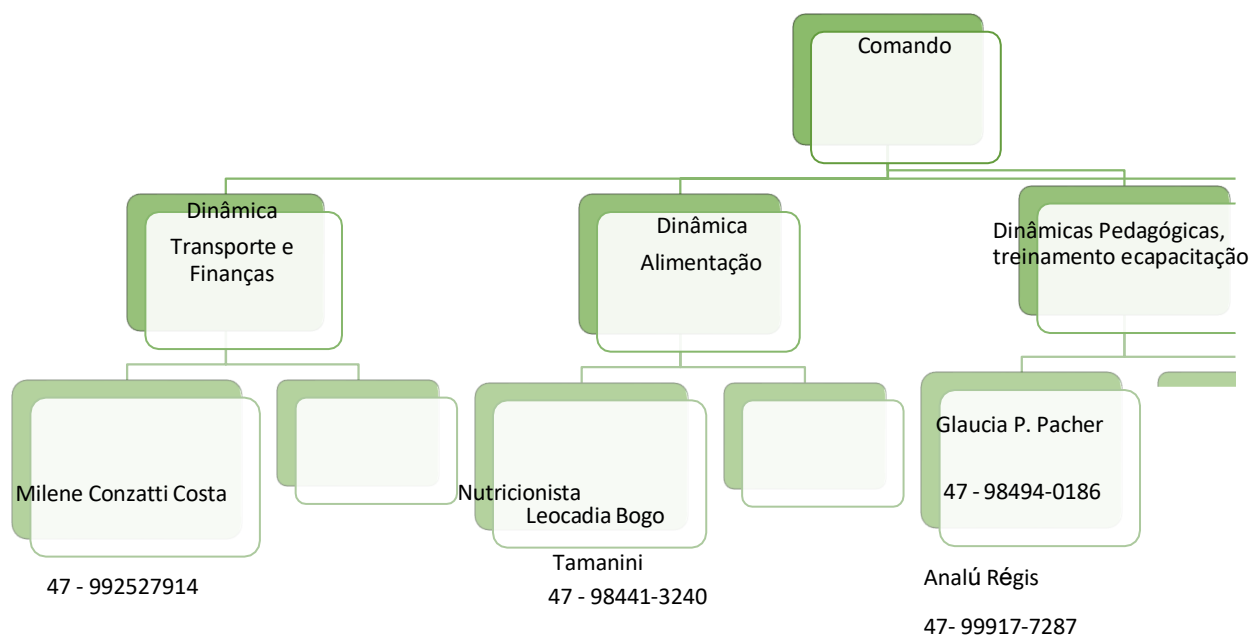 Comando
Dinâmica
Transporte e
Finanças
Dinâmica
Alimentação
Dinâmicas Pedagógicas,
treinamento ecapacitação
Milene Conzatti Costa
47 - 992527914
Nutricionista
Leocadia Bogo
Tamanini
47 - 98441-3240
Glaucia P. Pacher
47 - 98494-0186
Analú Régis
47- 99917-7287